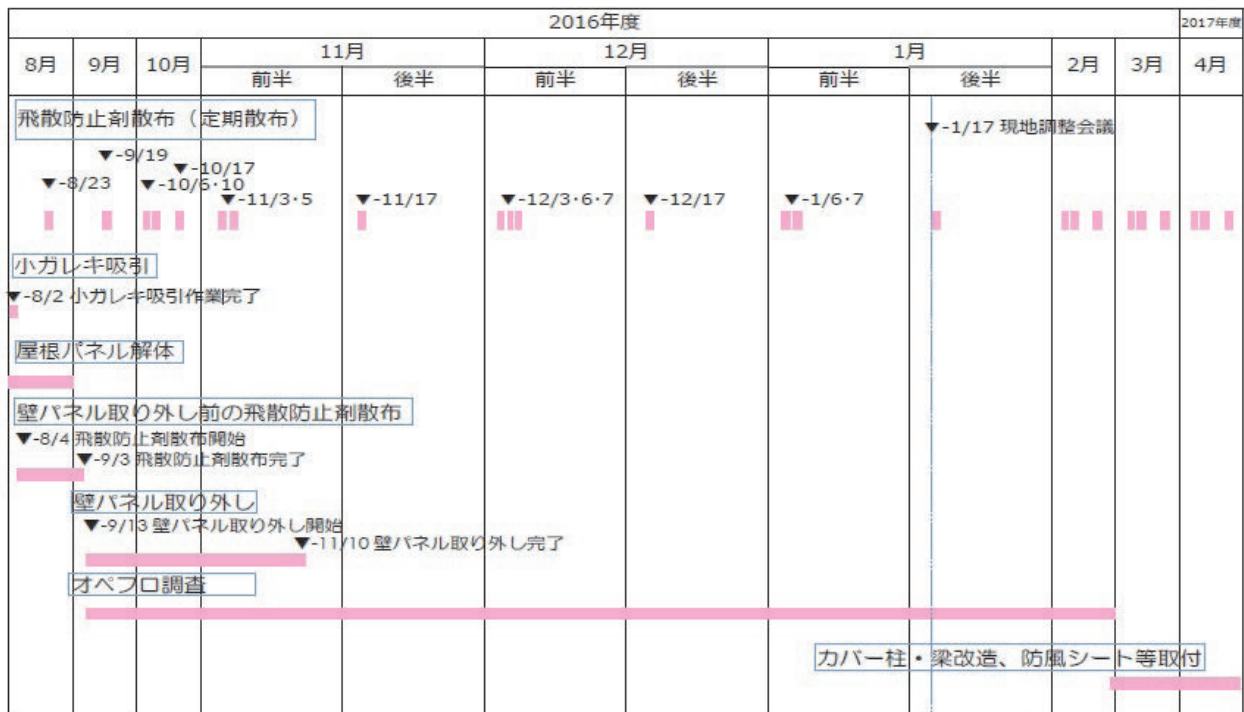 2016年度 2017年度
8月 9月 10月 11月 12月 1月 2月 3月 4月
前半 後半 前半 後半 前半 後半
飛散防止剤散布（定期散布）
▼-1/17 現地調整会議
▼-9/19
▼-10/17
▼-8/23 ▼-10/6･10
▼-11/3･5 ▼-11/17 ▼-12/3･6･7 ▼-12/17 ▼-1/6･7
小ガレキ吸引
▼-8/2 小ガレキ吸引作業完了
屋根パネル解体
壁パネル取り外し前の飛散防止剤散布
▼-8/4 飛散防止剤散布開始
▼-9/3 飛散防止剤散布完了
壁パネル取り外し
▼-9/13 壁パネル取り外し開始
▼-11/10 壁パネル取り外し完了
オペフロ調査
カバー柱・梁改造、防風シート等取付